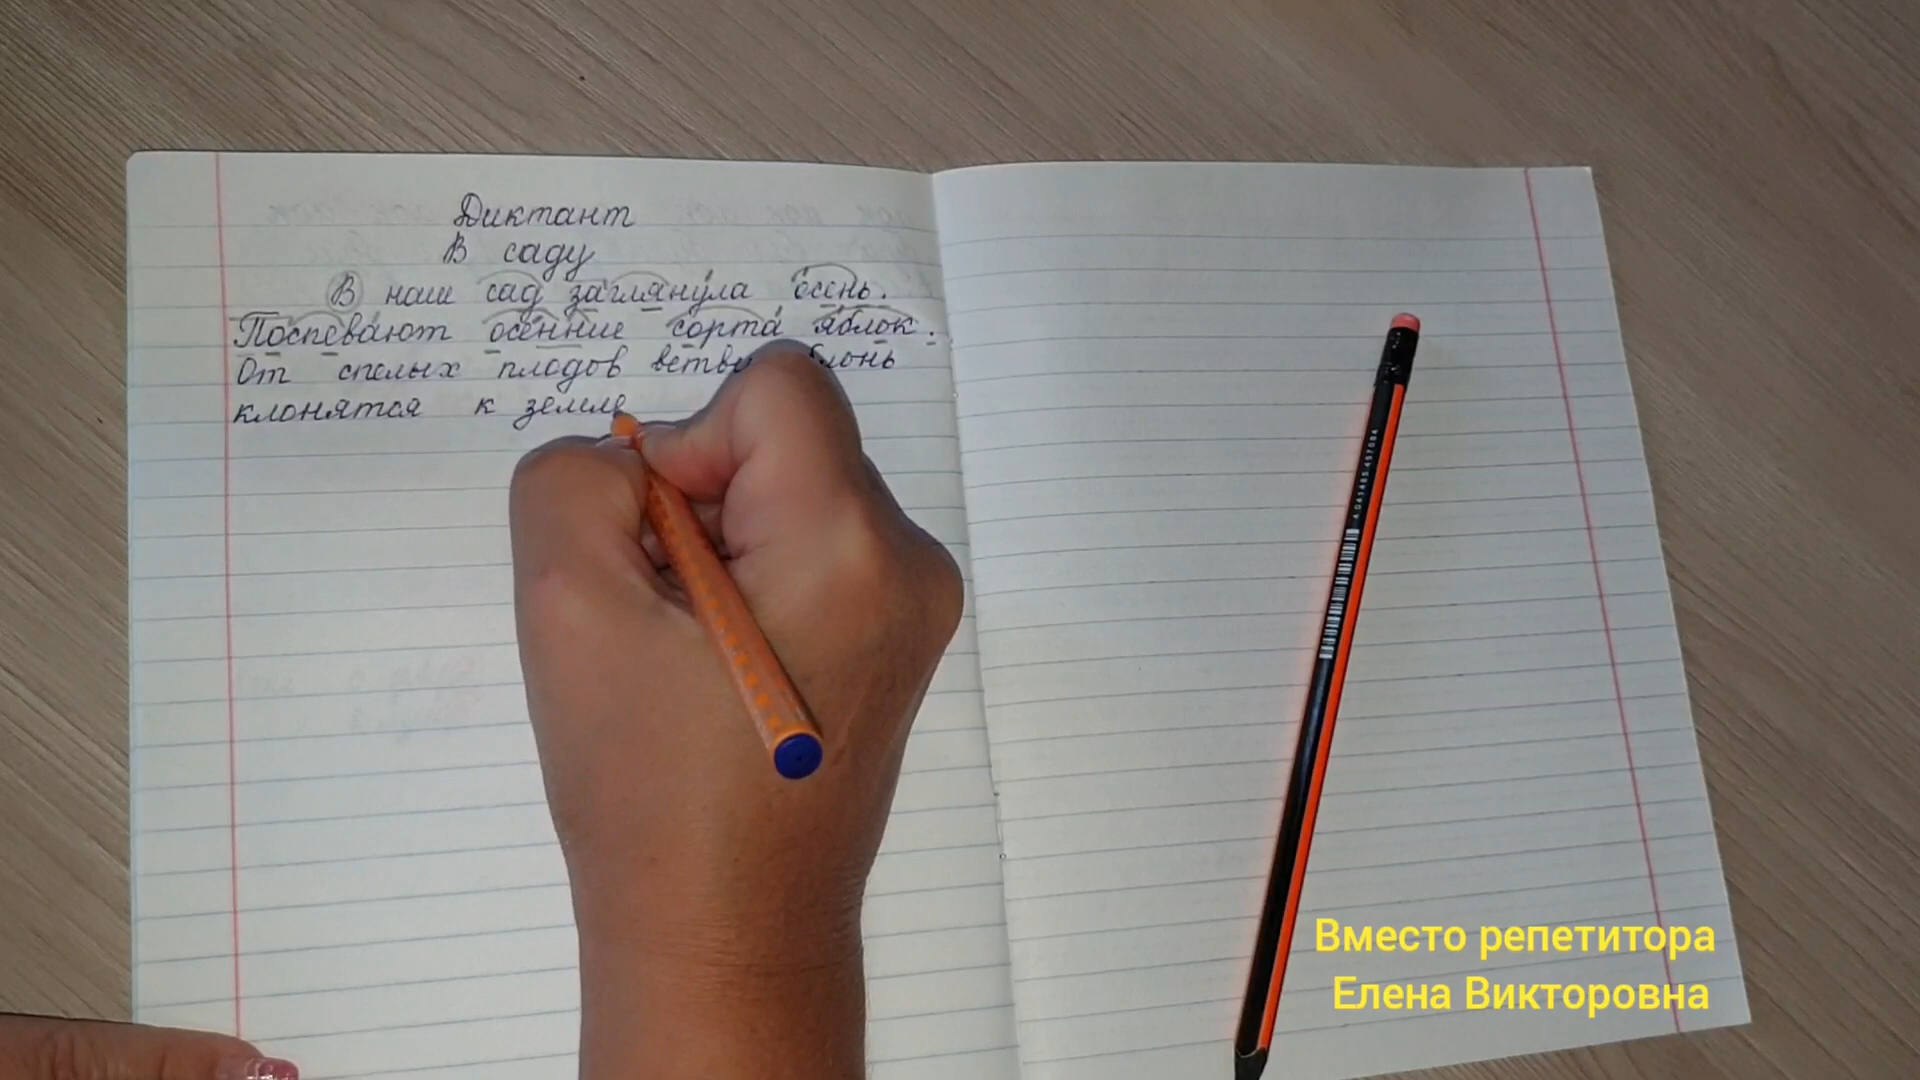 Диктант
В саду
В наш сад заглянула осень.
Поспевают осенние сорта яблок.
От спелых плодов
клонятся к земле
Вместо репетитора
Елена Викторовна